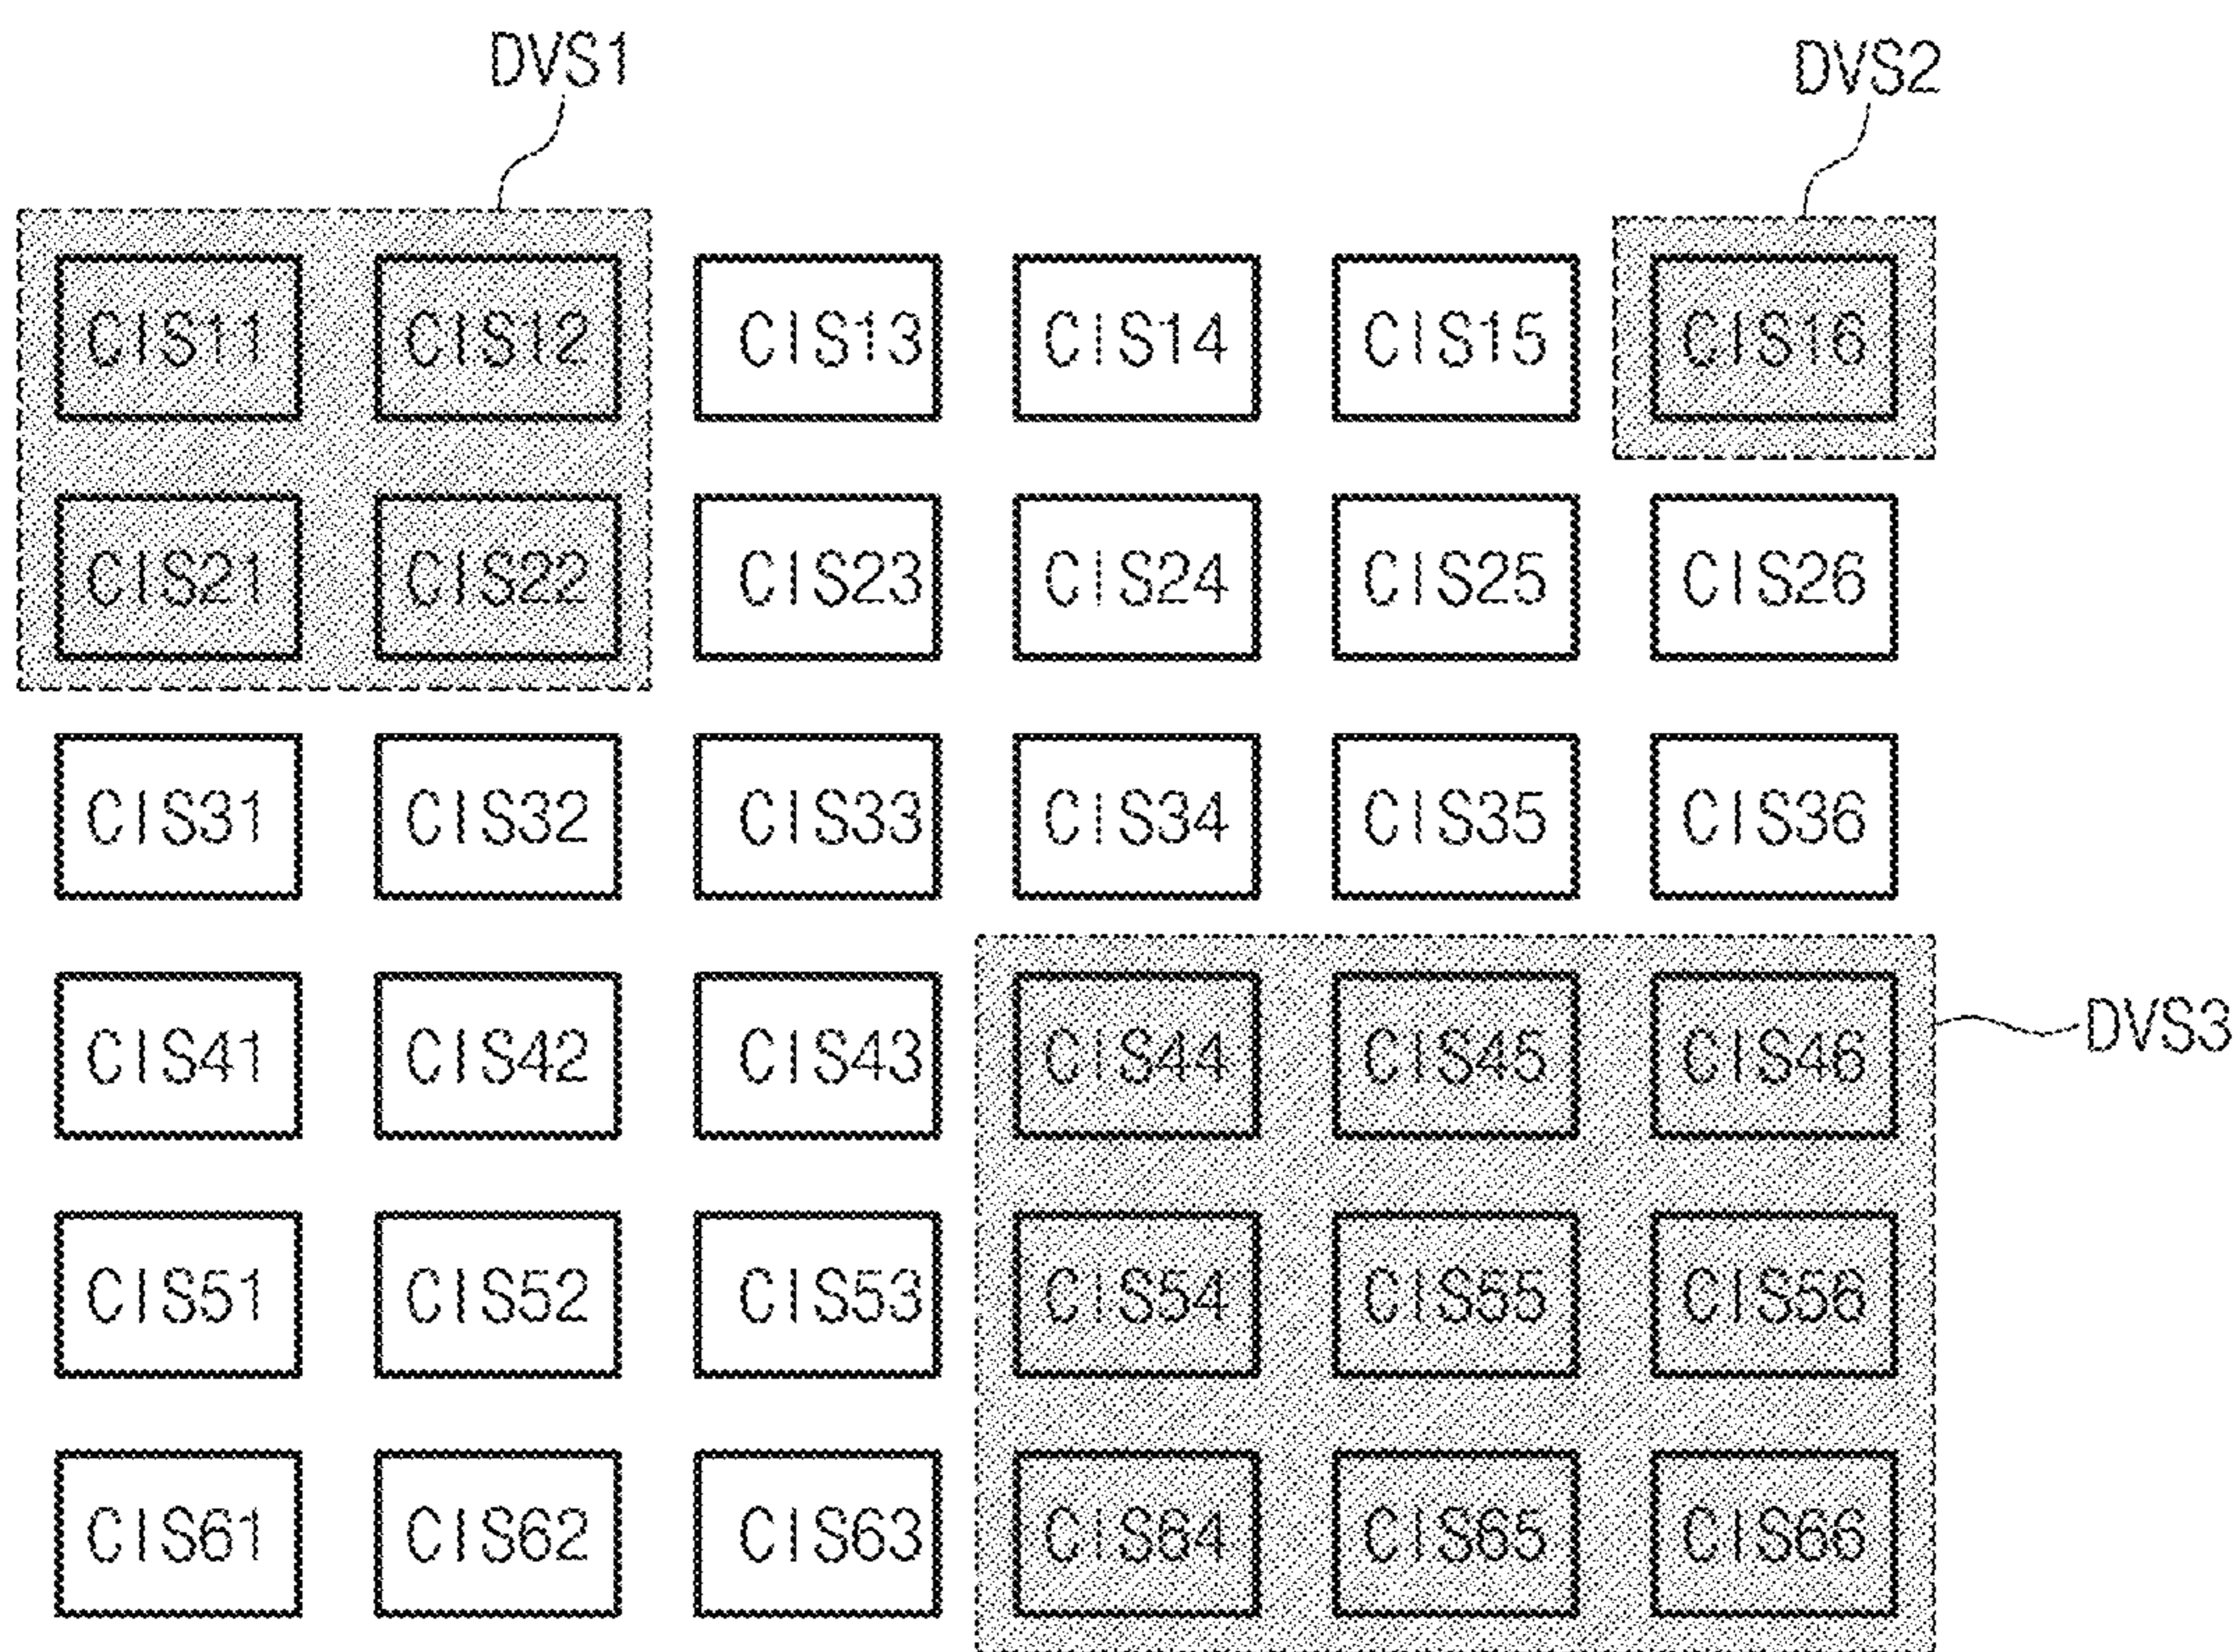 DVS1 DVS2
CIS11 CIS12 CIS13 CIS14 CIS15 CIS16
CIS21 CIS22 CIS23 CIS24 CIS25 CIS26
CIS31 CIS32 CIS33 CIS34 CIS35 CIS36
CIS41 CIS42 CIS43 CIS44 CIS45 CIS46 DVS3
CIS51 CIS52 CIS53 CIS54 CIS55 CIS56
CIS61 CIS62 CIS63 CIS64 CIS65 CIS66